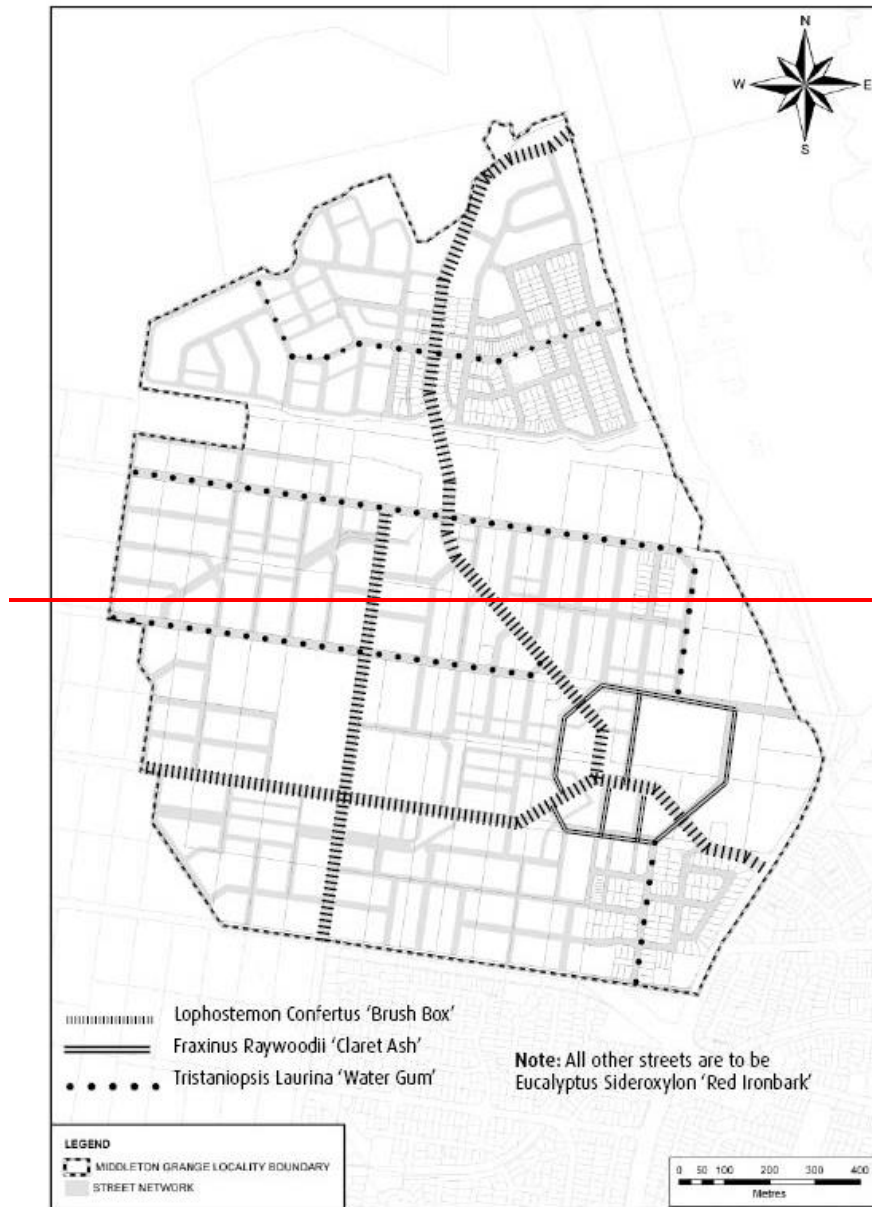 N
W
E
S
Lophostemon Confertus ‘Brush Box’
Fraxinus Raywoodii ‘Claret Ash’
Tristaniopsis Laurina ‘Water Gum’
Note: All other streets are to be
Eucalyptus Sideroxylon ‘Red Ironbark’
LEGEND
MIDDLETON GRANGE LOCALITY BOUNDARY
STREET NETWORK
0 50 100 200 300 400
Metres